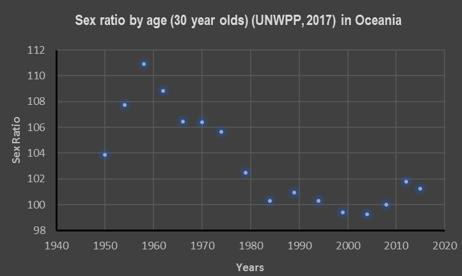 Sex ratio by age (30 year olds) (UNWPP, 2017) in Oceania
112
110
108
106
104
102
100
98
Sex Ratio
1940 1950 1960 1970 1980 1990 2000 2010 2020
Years